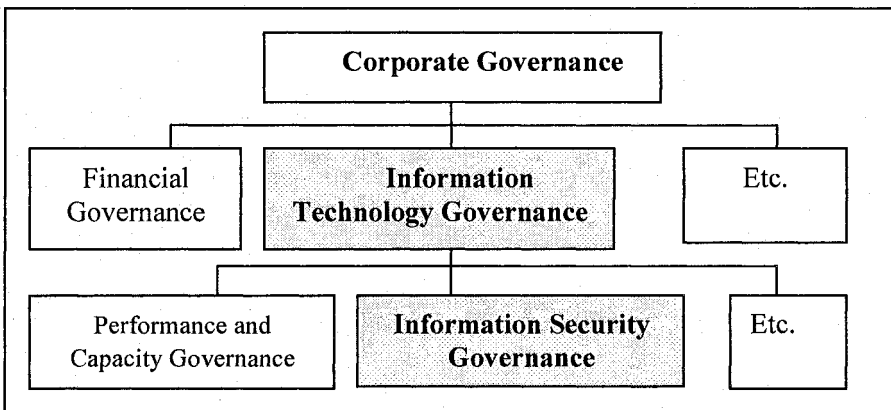 Corporate Governance
Financial
Governance
Information
Technology Governance
Etc.
Performance and
Capacity Governance
Information Security
Governance
Etc.